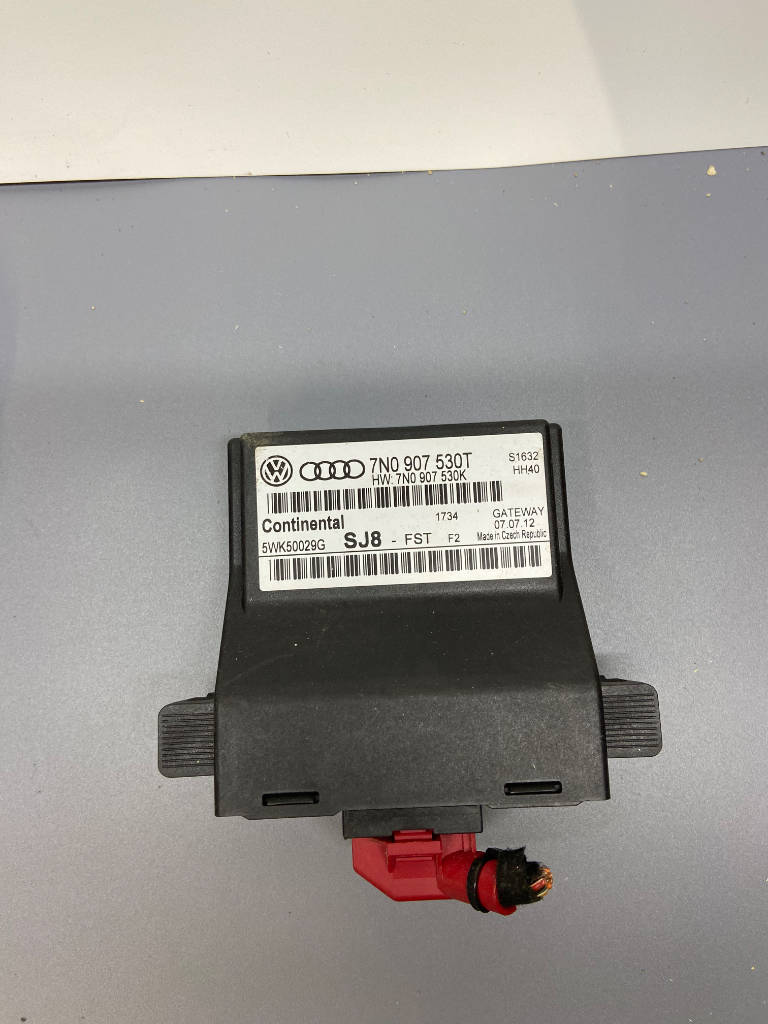 7N0 907 530T
HW: 7N0 907 530K
S1632
HH40
Continental
1734
GATEWAY
07.07.12
5WK50029G SJ8 - FST F2 Made in Czech Republic